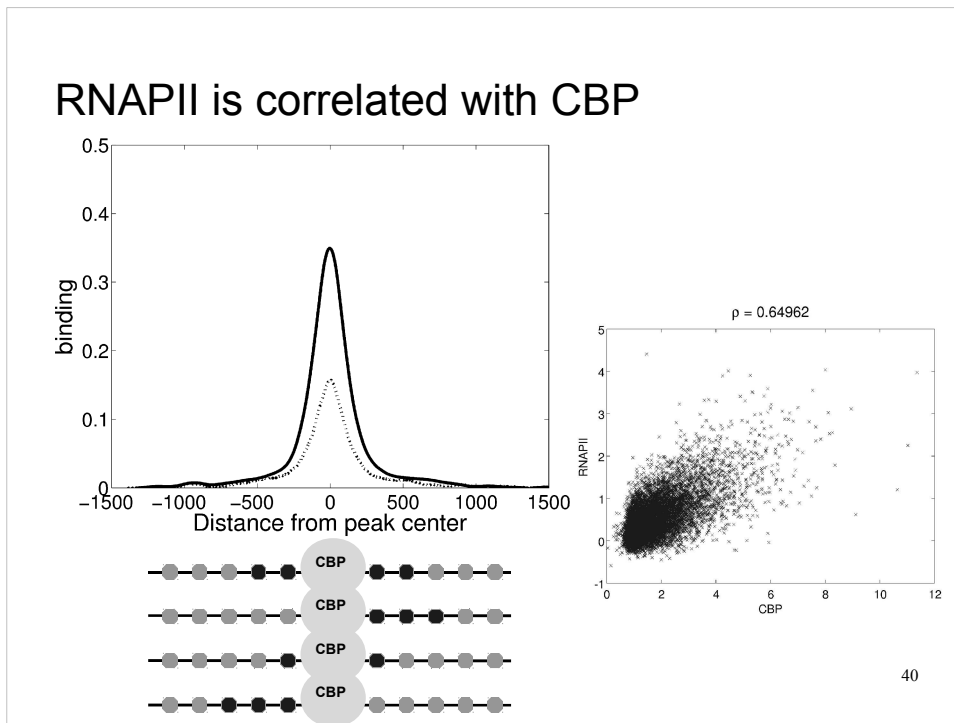 RNAPII is correlated with CBP
0.5
0.4
0.3
0.2
0.1
0
binding
−1500 −1000 −500 0 500 1000 1500
Distance from peak center
ρ = 0.64962
5
4
3
2
1
0
-1
RNAPII
0 2 4 6 8 10 12
CBP
CBP
CBP
CBP
CBP
40